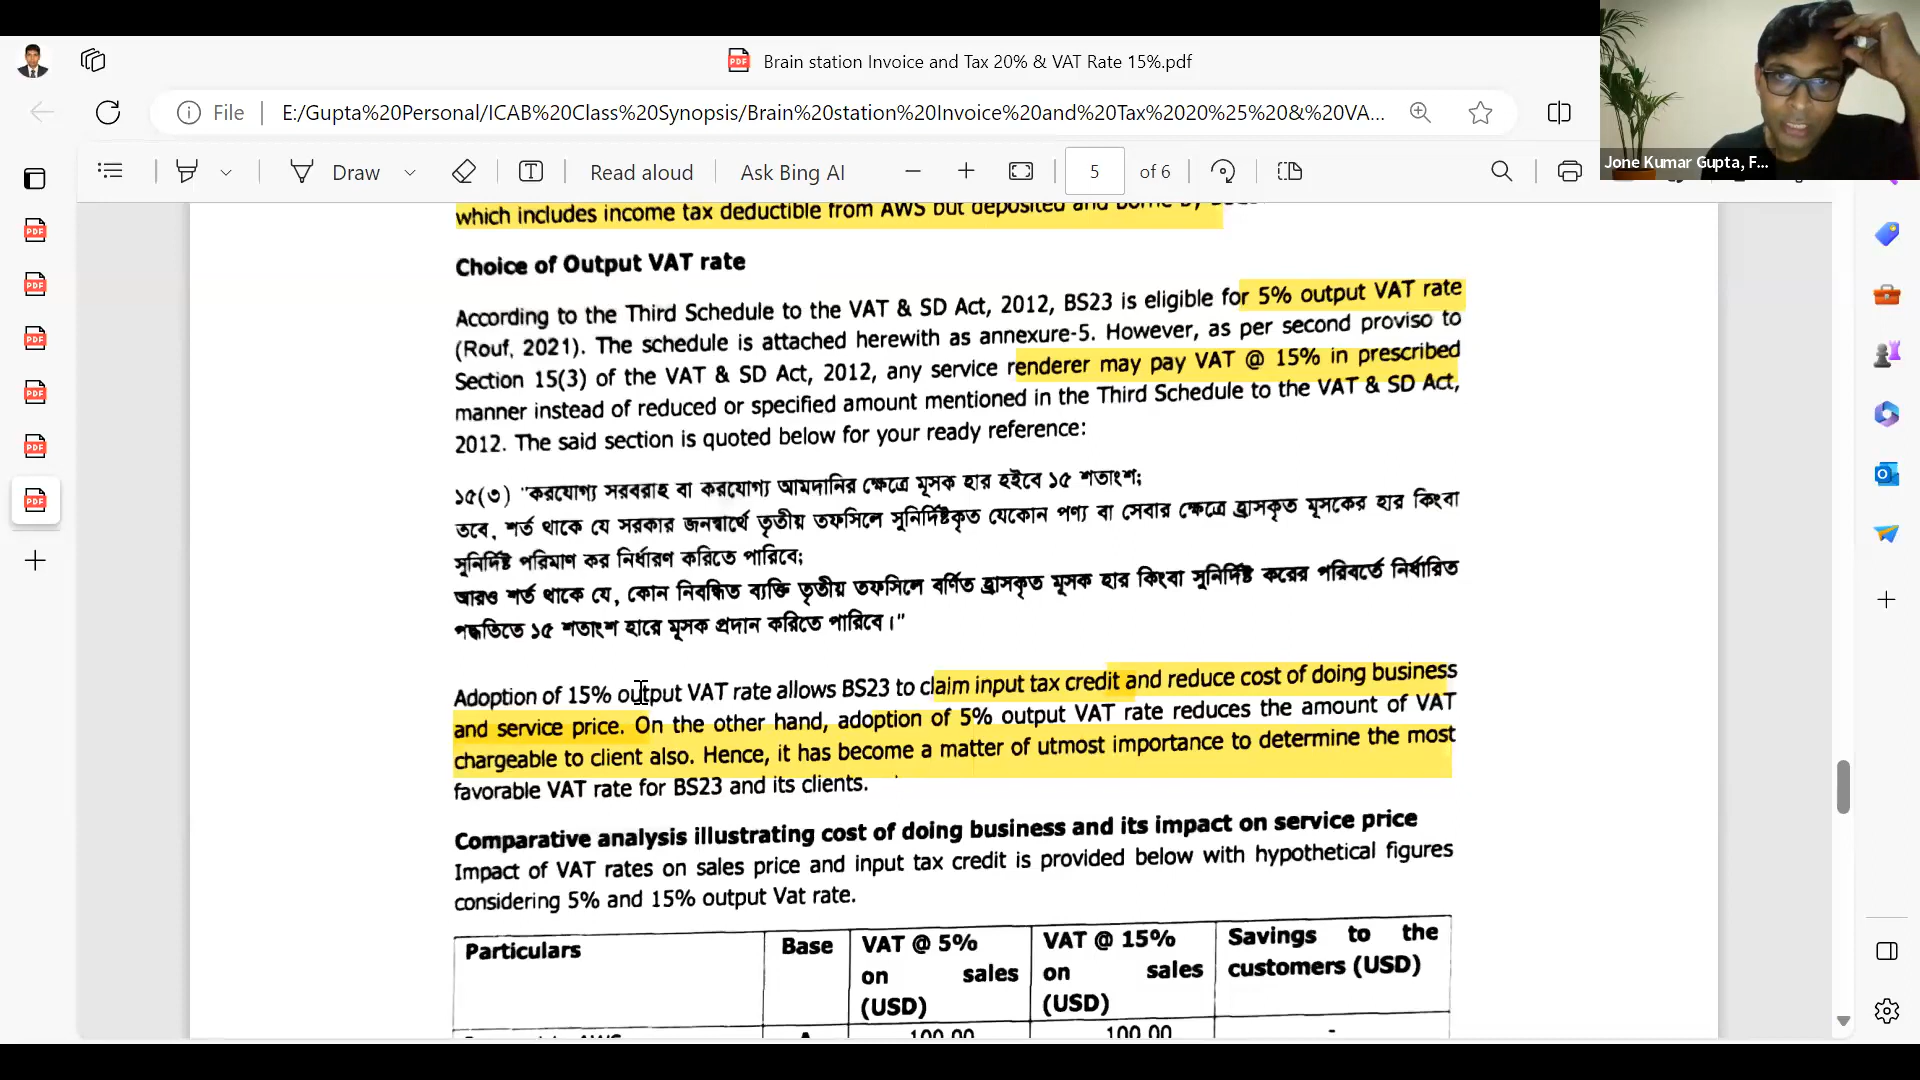 Brain station Invoice and Tax 20% & VAT Rate 15%.pdf
File
E:/Gupta%20Personal/ICAB%20Class%20Synopsis/Brain%20station%20Invoice%20and%20Tax%2020%25%20&%20VA...
Jone Kumar Gupta, F...
Draw
Read aloud
Ask Bing AI
5
of 6
which includes income tax deductible from AWS but deposited and borne by
Choice of Output VAT rate
According to the Third Schedule to the VAT & SD Act, 2012, BS23 is eligible for 5% output VAT rate
(Rouf, 2021). The schedule is attached herewith as annexure-5. However, as per second proviso to
Section 15(3) of the VAT & SD Act, 2012, any service renderer may pay VAT @ 15% in prescribed
manner instead of reduced or specified amount mentioned in the Third Schedule to the VAT & SD Act,
2012. The said section is quoted below for your ready reference:
১৫(৩) "করযোগ্য সরবরাহ বা করযোগ্য আমদানির ক্ষেত্রে মূসক হার হইবে ১৫ শতাংশ;
তবে, শর্ত থাকে যে সরকার জনস্বার্থে তৃতীয় তফসিলে সুনির্দিষ্টকৃত যেকোন পণ্য বা সেবার ক্ষেত্রে হ্রাসকৃত মূসকের হার কিংবা
সুনির্দিষ্ট পরিমাণ কর নির্ধারণ করিতে পারিবে;
আরও শর্ত থাকে যে, কোন নিবন্ধিত ব্যক্তি তৃতীয় তফসিলে বর্ণিত হ্রাসকৃত মূসক হার কিংবা সুনির্দিষ্ট করের পরিবর্তে নির্ধারিত
পদ্ধতিতে ১৫ শতাংশ হারে মূসক প্রদান করিতে পারিবে।"
Adoption of 15% output VAT rate allows BS23 to claim input tax credit and reduce cost of doing business
and service price. On the other hand, adoption of 5% output VAT rate reduces the amount of VAT
chargeable to client also. Hence, it has become a matter of utmost importance to determine the most
favorable VAT rate for BS23 and its clients.
Comparative analysis illustrating cost of doing business and its impact on service price
Impact of VAT rates on sales price and input tax credit is provided below with hypothetical figures
considering 5% and 15% output Vat rate.
Particulars
Base
VAT @ 5%
on sales
(USD)
VAT @ 15%
on sales
(USD)
Savings to the
customers (USD)
100.00
100.00
-